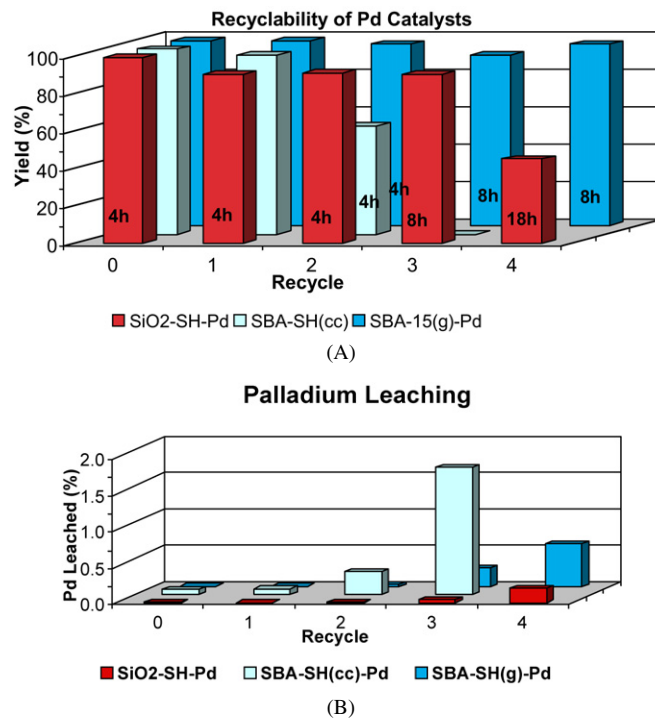 Recyclability of Pd Catalysts
100
80
60
40
20
0
Yield (%)
4h 4h 4h 4h 4h 8h 8h 18h 8h
0 1 2 3 4
Recycle
SiO2-SH-Pd SBA-SH(cc) SBA-15(g)-Pd
(A)
Palladium Leaching
2.0
1.5
1.0
0.5
0.0
Pd Leached (%)
0 1 2 3 4
Recycle
SiO2-SH-Pd SBA-SH(cc)-Pd SBA-SH(g)-Pd
(B)